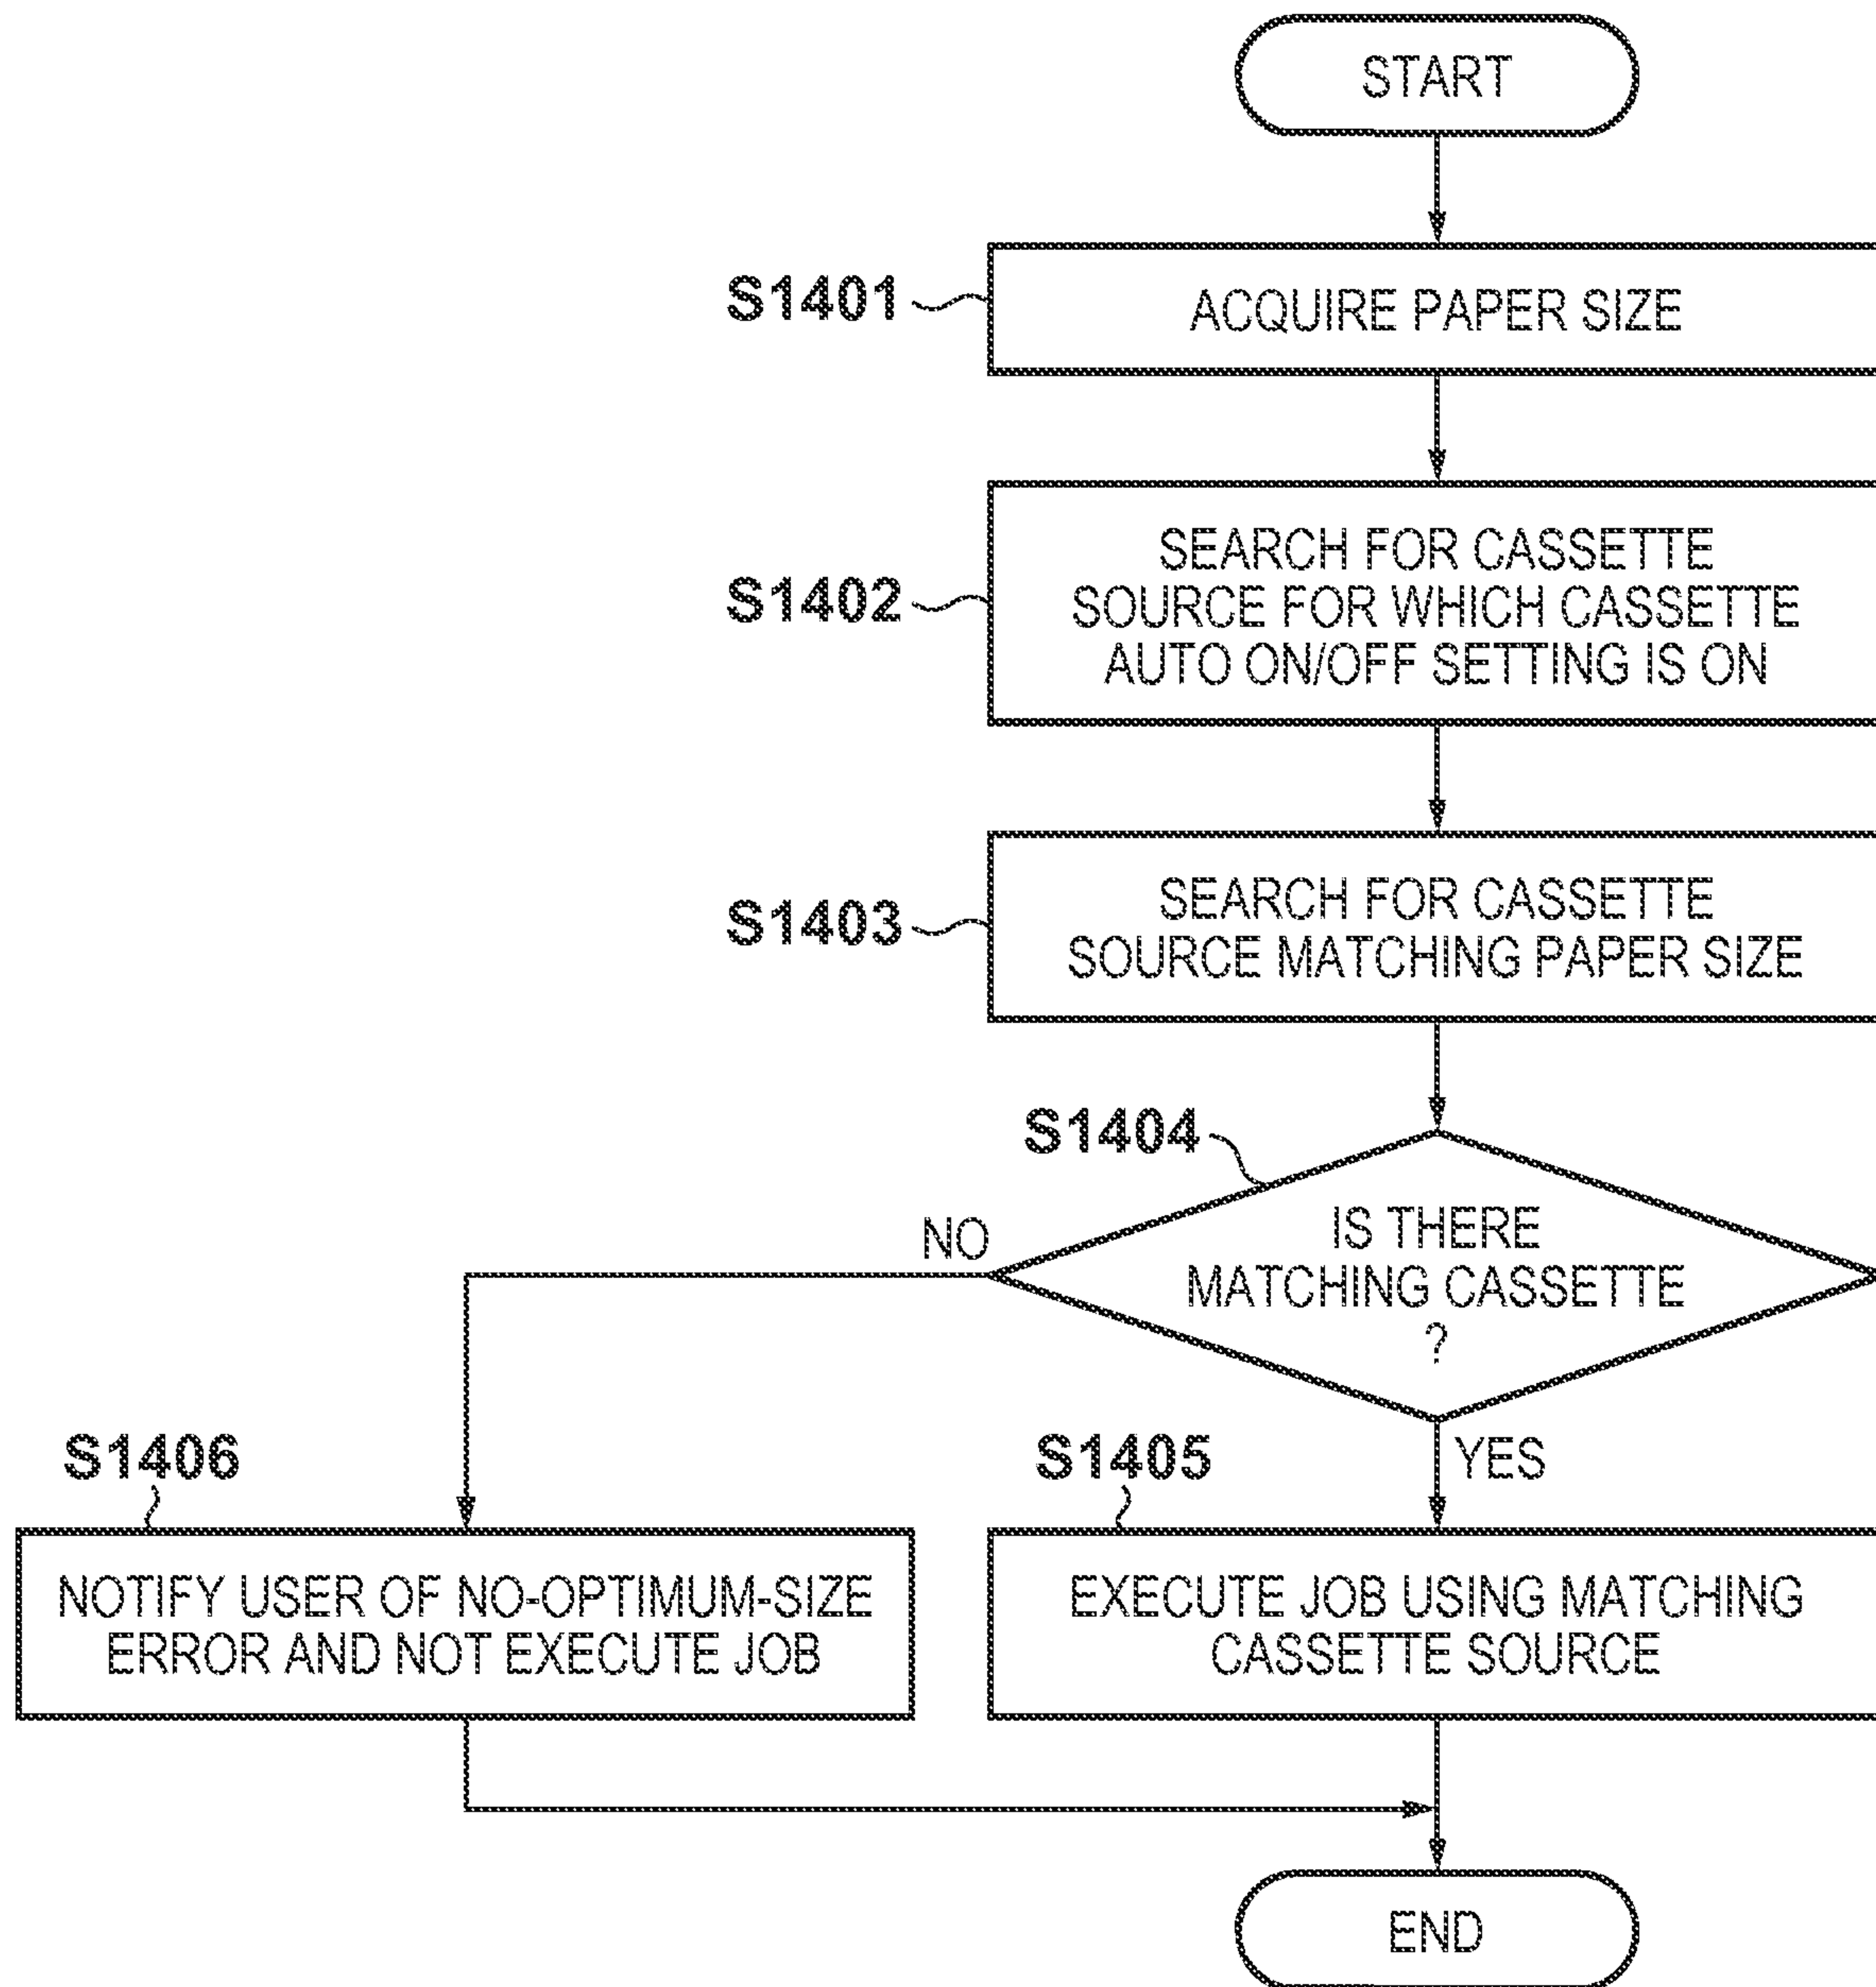 START
S1401
ACQUIRE PAPER SIZE
S1402
SEARCH FOR CASSETTE
SOURCE FOR WHICH CASSETTE
AUTO ON/OFF SETTING IS ON
S1403
SEARCH FOR CASSETTE
SOURCE MATCHING PAPER SIZE
S1404
IS THERE
MATCHING CASSETTE
?
NO
YES
S1406
NOTIFY USER OF NO-OPTIMUM-SIZE
ERROR AND NOT EXECUTE JOB
S1405
EXECUTE JOB USING MATCHING
CASSETTE SOURCE
END